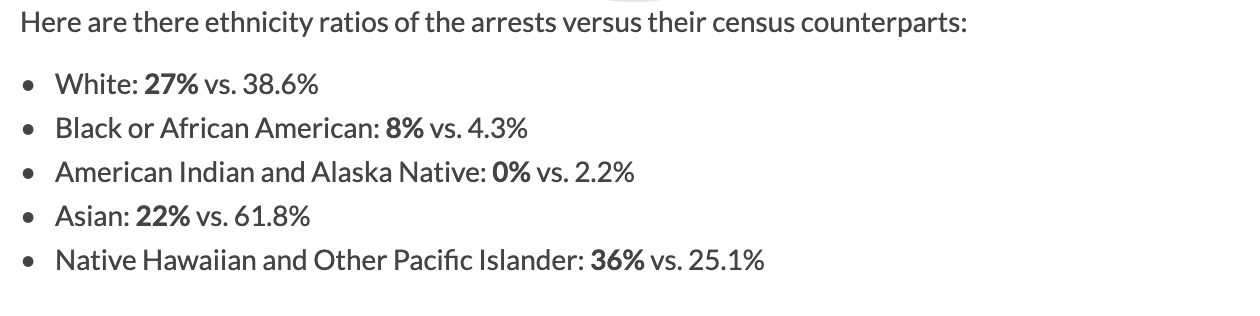 Here are there ethnicity ratios of the arrests versus their census counterparts:
• White: 27% vs. 38.6%
• Black or African American: 8% vs. 4.3%
• American Indian and Alaska Native: 0% vs. 2.2%
• Asian: 22% vs. 61.8%
• Native Hawaiian and Other Pacific Islander: 36% vs. 25.1%